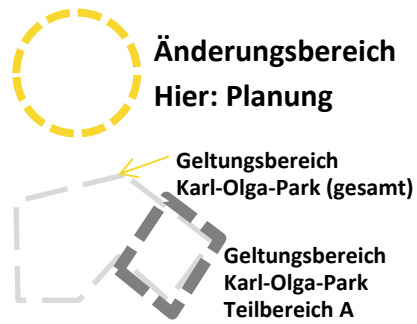 Änderungsbereich
Hier: Planung
Geltungsbereich
Karl-Olga-Park (gesamt)
Geltungsbereich
Karl-Olga-Park
Teilbereich A